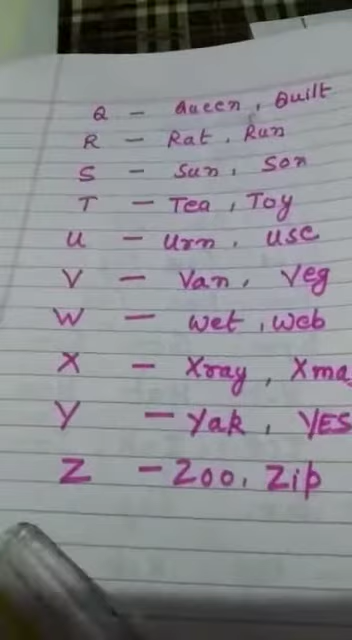 Q - Queen, Quilt
R - Rat, Run
S - Sun, Son
T - Tea, Toy
U - Urn, Use
V - Van, Veg
W - Wet, Web
X - Xray, Xma
Y - Yak, YES
Z - Zoo, Zip